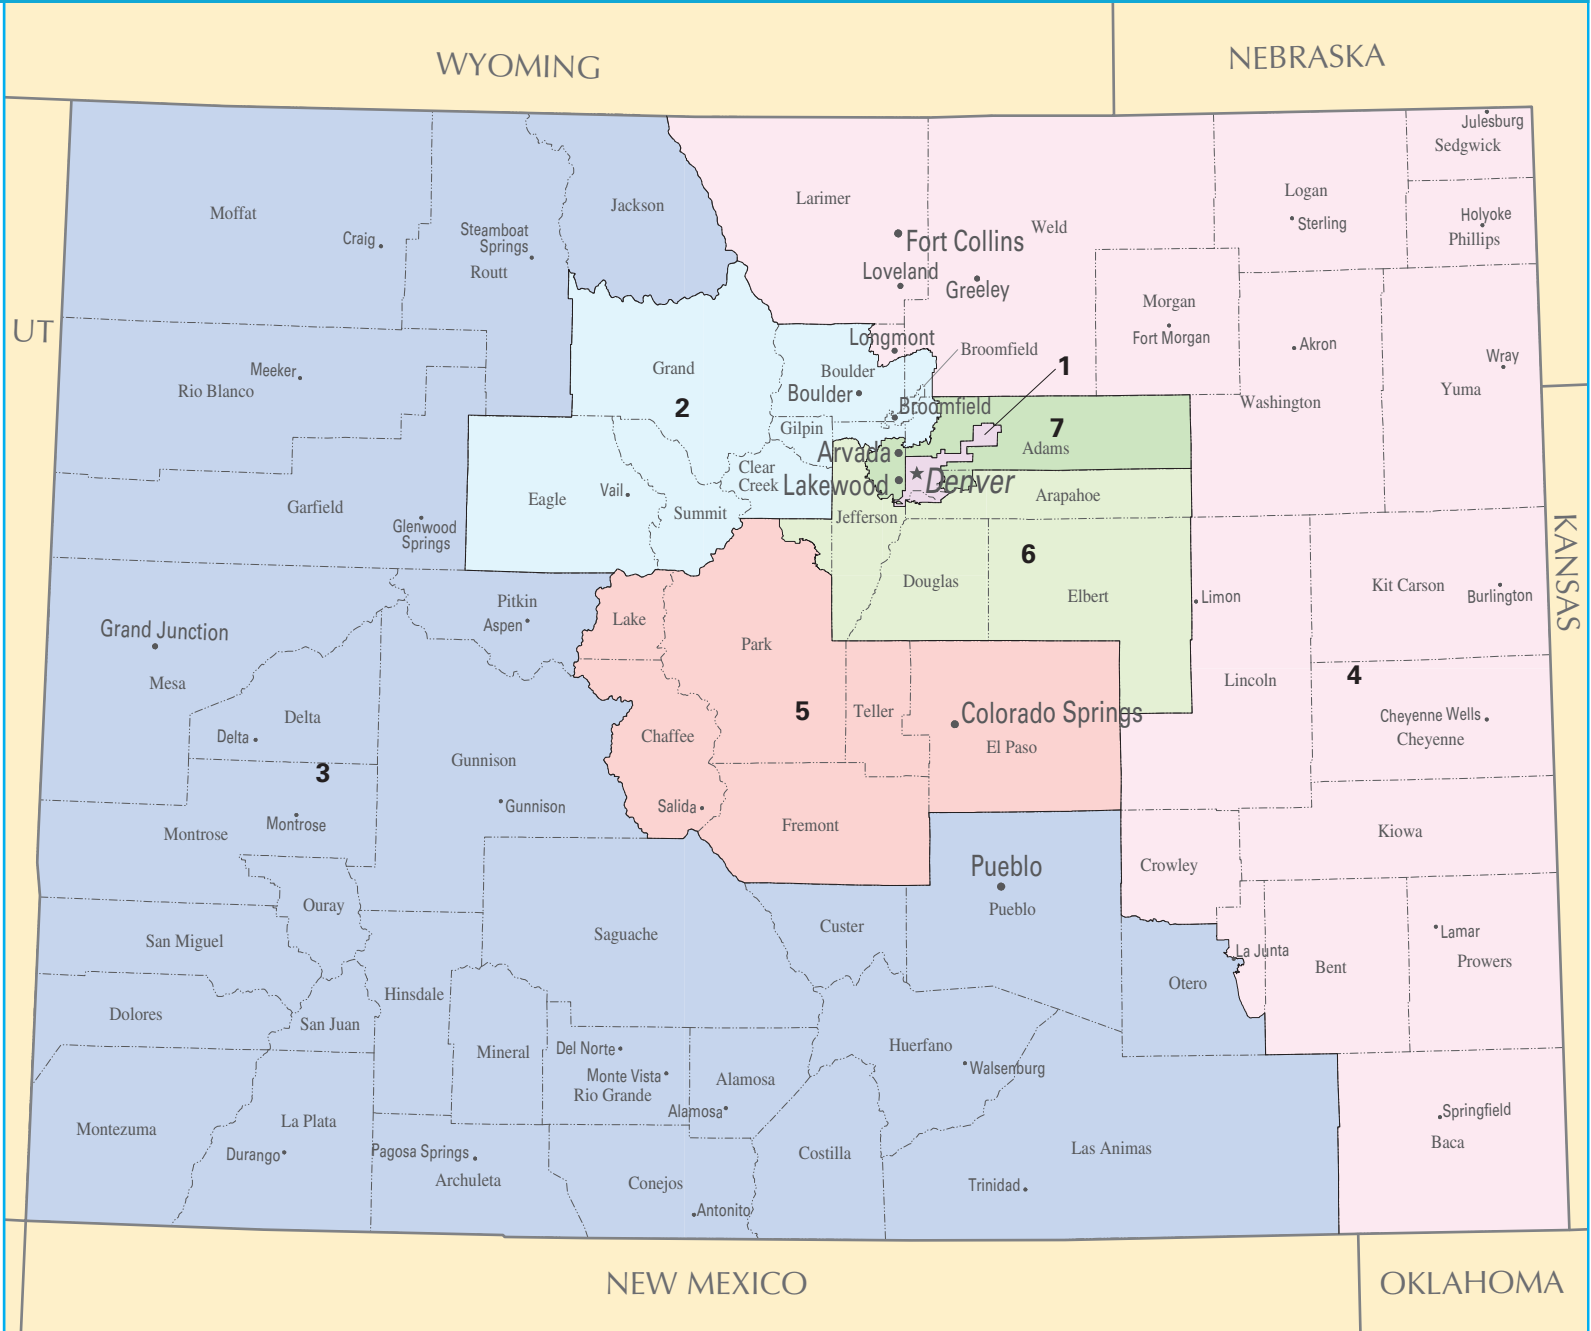 WYOMING
NEBRASKA
Julesburg
Sedgwick
Moffat
Craig
Steamboat
Springs
Routt
Jackson
Larimer
Fort Collins
Loveland
Weld
Greeley
Logan
Sterling
Holyoke
Phillips
UT
Meeker
Rio Blanco
Grand
2
Longmont
Boulder
Boulder
Broomfield
Broomfield
1
Morgan
Fort Morgan
Akron
Washington
Wray
Yuma
Gilpin
Arvada
7
Adams
Clear
Creek
Lakewood
Denver
Arapahoe
Eagle
Vail
Summit
Jefferson
Garfield
Glenwood
Springs
KANSAS
6
Douglas
Elbert
Limon
Kit Carson
Burlington
Pitkin
Aspen
Lake
Park
Grand Junction
Mesa
Lincoln
4
Delta
Delta
3
Gunnison
Gunnison
Chaffee
Salida
5
Teller
Colorado Springs
El Paso
Cheyenne Wells
Cheyenne
Montrose
Montrose
Fremont
Kiowa
Crowley
Pueblo
Pueblo
Ouray
San Miguel
Saguache
Custer
La Junta
Otero
Bent
Lamar
Prowers
Dolores
San Juan
Hinsdale
Mineral
Del Norte
Monte Vista
Rio Grande
Alamosa
Alamosa
Huerfano
Walsenburg
Montezuma
La Plata
Durango
Pagosa Springs
Archuleta
Conejos
Antonito
Costilla
Las Animas
Trinidad
Springfield
Baca
NEW MEXICO
OKLAHOMA